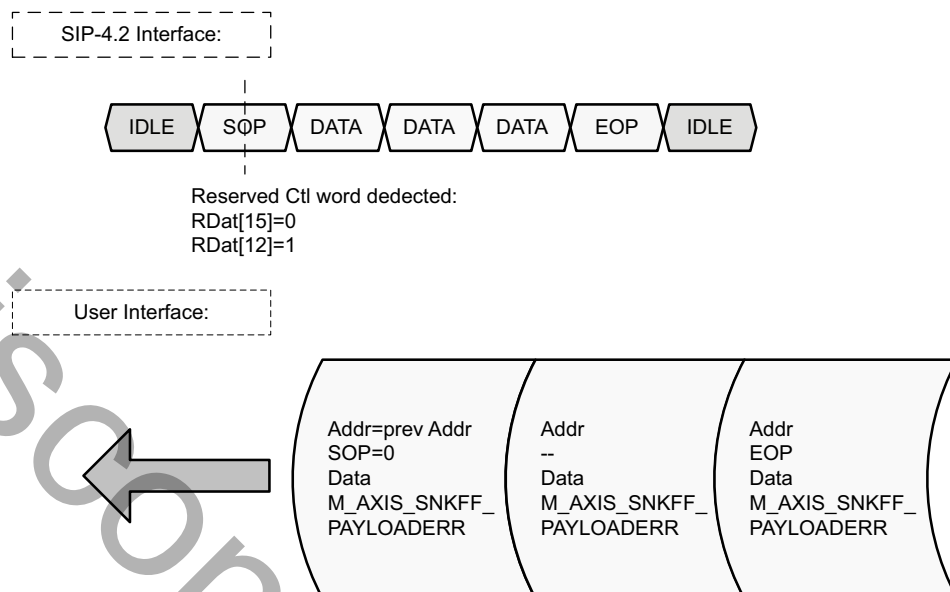 SIP-4.2 Interface:
IDLE SOP DATA DATA DATA EOP IDLE
Reserved Ctl word dedected:
RDat[15]=0
RDat[12]=1
User Interface:
Addr=prev Addr
SOP=0
Data
M_AXIS_SNKFF_
PAYLOADERR
Addr
--
Data
M_AXIS_SNKFF_
PAYLOADERR
Addr
EOP
Data
M_AXIS_SNKFF_
PAYLOADERR